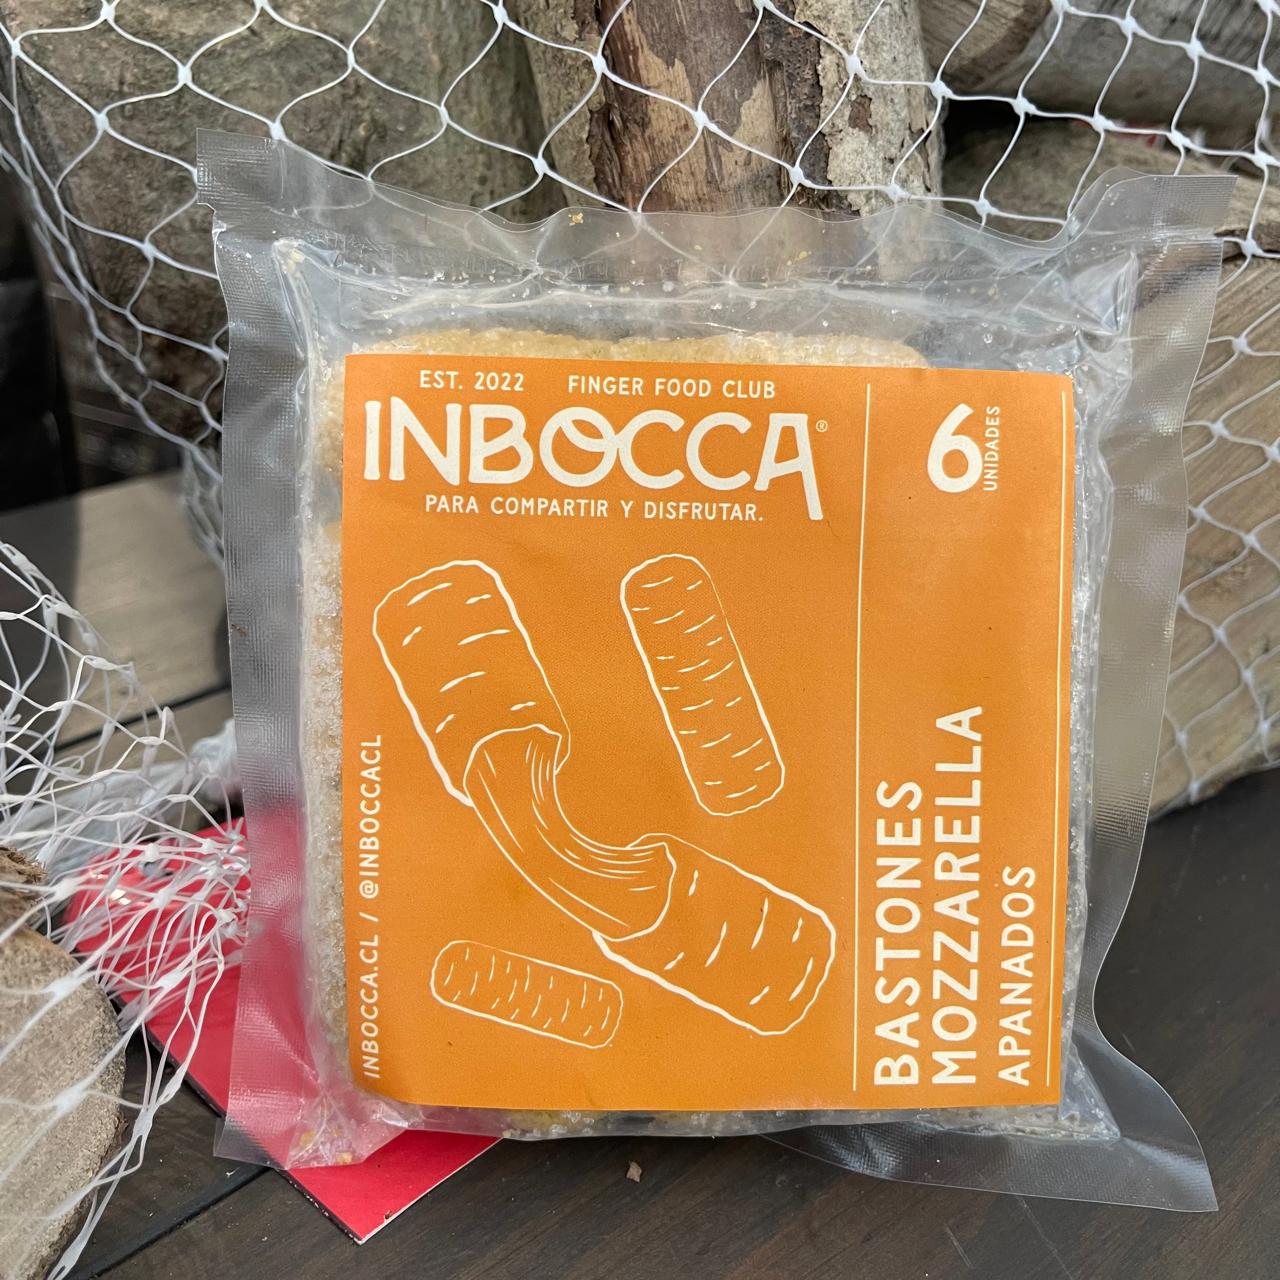 EST. 2022 FINGER FOOD CLUB
INBOCCA®
PARA COMPARTIR Y DISFRUTAR.
6 UNIDADES
INBOCCA.CL / @INBOCCACL
BASTONES
MOZZARELLA
APANADOS